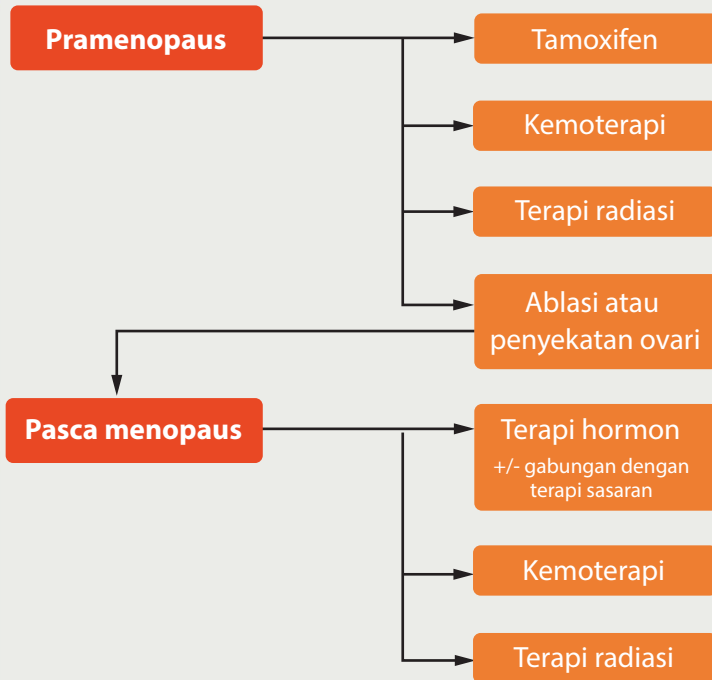 Pramenopaus
Tamoxifen
Kemoterapi
Terapi radiasi
Ablasi atau
penyekatan ovari
Pasca menopaus
Terapi hormon
+/- gabungan dengan
terapi sasaran
Kemoterapi
Terapi radiasi